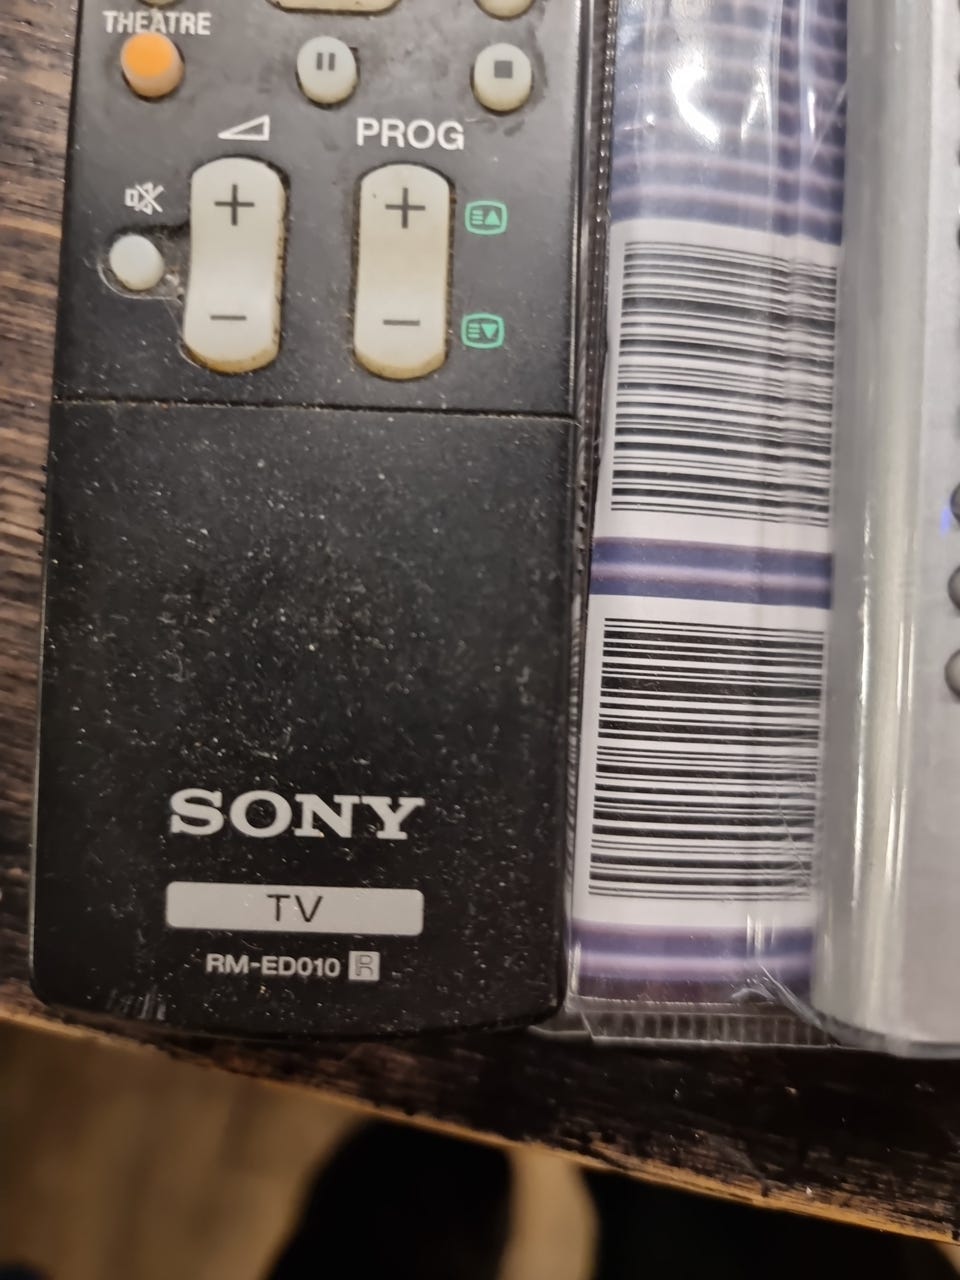 THEATRE
PROG
+ +
− −
SONY
TV
RM-ED010 R